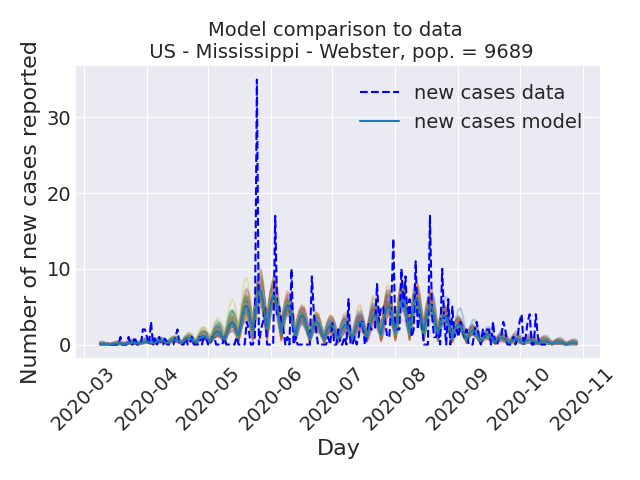 Model comparison to data
US - Mississippi - Webster, pop. = 9689
Number of new cases reported
30
20
10
0
new cases data
new cases model
2020-03
2020-04
2020-05
2020-06
2020-07
2020-08
2020-09
2020-10
2020-11
Day